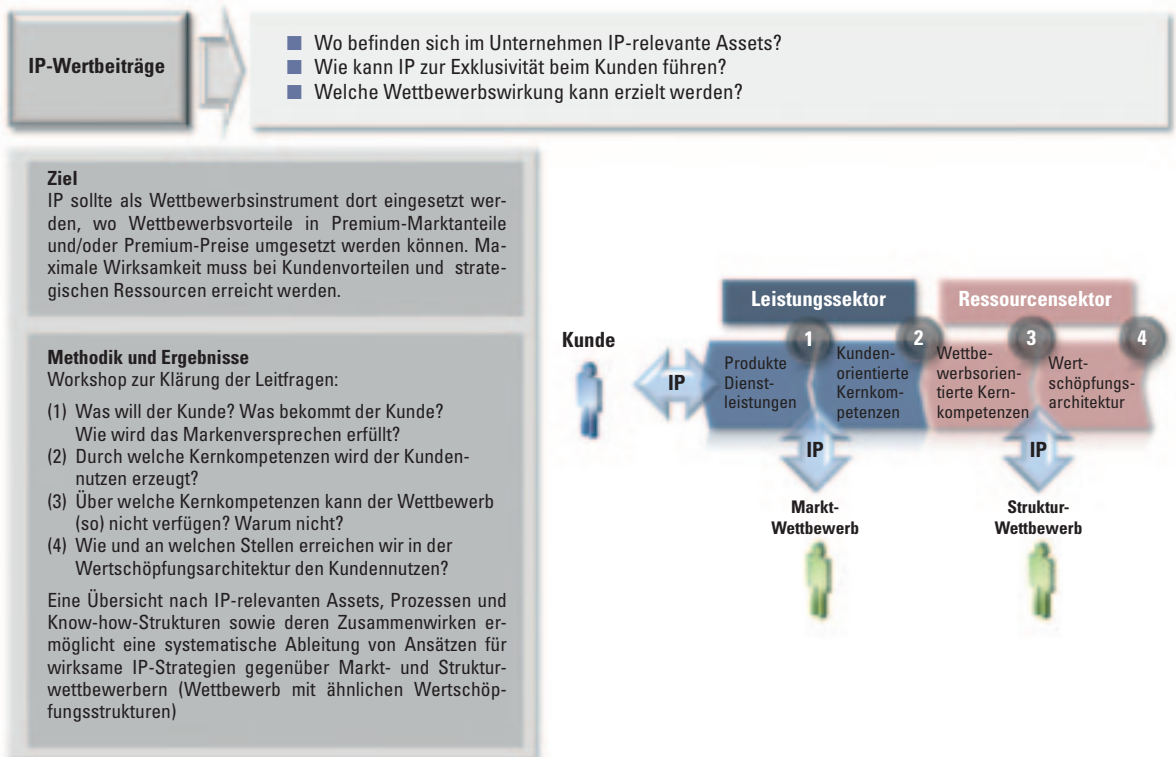 IP-Wertbeiträge
Wo befinden sich im Unternehmen IP-relevante Assets?
Wie kann IP zur Exklusivität beim Kunden führen?
Welche Wettbewerbswirkung kann erzielt werden?
Ziel
IP sollte als Wettbewerbsinstrument dort eingesetzt wer-
den, wo Wettbewerbsvorteile in Premium-Marktanteile
und/oder Premium-Preise umgesetzt werden können. Ma-
ximale Wirksamkeit muss bei Kundenvorteilen und strate-
gischen Ressourcen erreicht werden.
Methodik und Ergebnisse
Workshop zur Klärung der Leitfragen:
(1) Was will der Kunde? Was bekommt der Kunde?
Wie wird das Markenversprechen erfüllt?
(2) Durch welche Kernkompetenzen wird der Kunden-
nutzen erzeugt?
(3) Über welche Kernkompetenzen kann der Wettbewerb
(so) nicht verfügen? Warum nicht?
(4) Wie und an welchen Stellen erreichen wir in der
Wertschöpfungsarchitektur den Kundennutzen?
Eine Übersicht nach IP-relevanten Assets, Prozessen und
Know-how-Strukturen sowie deren Zusammenwirken er-
möglicht eine systematische Ableitung von Ansätzen für
wirksame IP-Strategien gegenüber Markt- und Struktur-
wettbewerbern (Wettbewerb mit ähnlichen Wertschöp-
fungsstrukturen)
Leistungssektor
Ressourcensektor
Kunde
IP
1
Produkte
Dienst-
leistungen
2
Kunden-
orientierte
Kernkom-
petenzen
3
Wettbe-
werbsorien-
tierte Kern-
kompetenzen
4
Wert-
schöpfungs-
architektur
IP
Markt-
Wettbewerb
IP
Struktur-
Wettbewerb